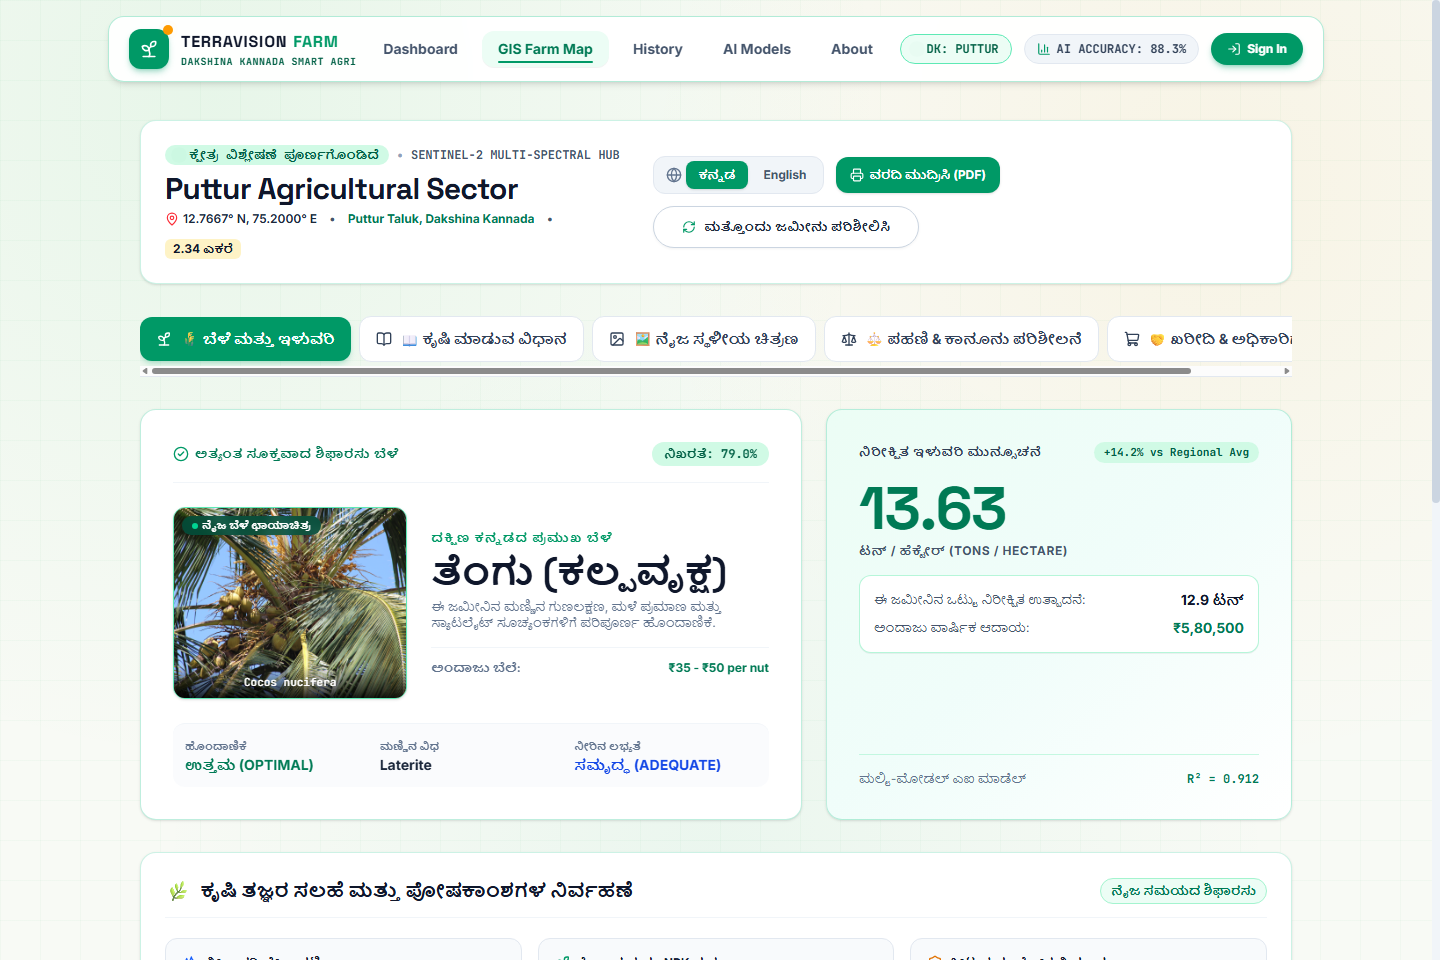 TERRAVISION FARM
DAKSHINA KANNADA SMART AGRI
Dashboard
GIS Farm Map
History
AI Models
About
DK: PUTTUR
AI ACCURACY: 88.3%
Sign In
ಕ್ಷೇತ್ರ ವಿಶ್ಲೇಷಣೆ ಪೂರ್ಣಗೊಂಡಿದೆ • SENTINEL-2 MULTI-SPECTRAL HUB
Puttur Agricultural Sector
12.7667° N, 75.2000° E • Puttur Taluk, Dakshina Kannada •
2.34 ಎಕರೆ
ಕನ್ನಡ English
ವರದಿ ಮುದ್ರಿಸಿ (PDF)
ಮತ್ತೊಂದು ಜಮೀನು ಪರಿಶೀಲಿಸಿ
ಬೆಳೆ ಮತ್ತು ಇಳುವರಿ
ಕೃಷಿ ಮಾಡುವ ವಿಧಾನ
ನೈಜ ಸ್ಥಳೀಯ ಚಿತ್ರಣ
ಪಹಣಿ & ಕಾನೂನು ಪರಿಶೀಲನೆ
ಖರೀದಿ &
ಅತ್ಯಂತ ಸೂಕ್ತವಾದ ಶಿಫಾರಸು ಬೆಳೆ
ನಿಖರತೆ: 79.0%
ನೈಜ ಬೆಳೆ ಛಾಯಾಚಿತ್ರ
Cocos nucifera
ದಕ್ಷಿಣ ಕನ್ನಡದ ಪ್ರಮುಖ ಬೆಳೆ
ತೆಂಗು (ಕಲ್ಪವೃಕ್ಷ)
ಈ ಜಮೀನಿನ ಮಣ್ಣಿನ ಗುಣಲಕ್ಷಣ, ಮಳೆ ಪ್ರಮಾಣ ಮತ್ತು
ಸ್ಯಾಟಲೈಟ್ ಸೂಚ್ಯಂಕಗಳಿಗೆ ಪರಿಪೂರ್ಣ ಹೊಂದಾಣಿಕೆ.
ಅಂದಾಜು ಬೆಲೆ: ₹35 - ₹50 per nut
ಹೊಂದಾಣಿಕೆ
ಉತ್ತಮ (OPTIMAL)
ಮಣ್ಣಿನ ವಿಧ
Laterite
ನೀರಿನ ಲಭ್ಯತೆ
ಸಮೃದ್ಧ (ADEQUATE)
ನಿರೀಕ್ಷಿತ ಇಳುವರಿ ಮುನ್ಸೂಚನೆ
+14.2% vs Regional Avg
13.63
ಟನ್ / ಹೆಕ್ಟೇರ್ (TONS / HECTARE)
ಈ ಜಮೀನಿನ ಒಟ್ಟು ನಿರೀಕ್ಷಿತ ಉತ್ಪಾದನೆ: 12.9 ಟನ್
ಅಂದಾಜು ವಾರ್ಷಿಕ ಆದಾಯ: ₹5,80,500
ಮಲ್ಟಿ-ಮೋಡಲ್ ಎಐ ಮಾಡೆಲ್ R² = 0.912
ಕೃಷಿ ತಜ್ಞರ ಸಲಹೆ ಮತ್ತು ಪೋಷಕಾಂಶಗಳ ನಿರ್ವಹಣೆ
ನೈಜ ಸಮಯದ ಶಿಫಾರಸು